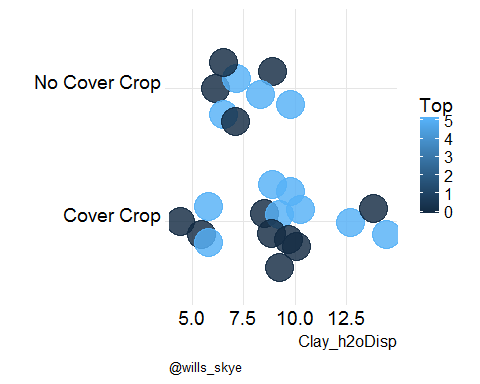 No Cover Crop
Cover Crop
Top
5
4
3
2
1
0
5.0 7.5 10.0 12.5
Clay_h2oDisp
@wills_skye